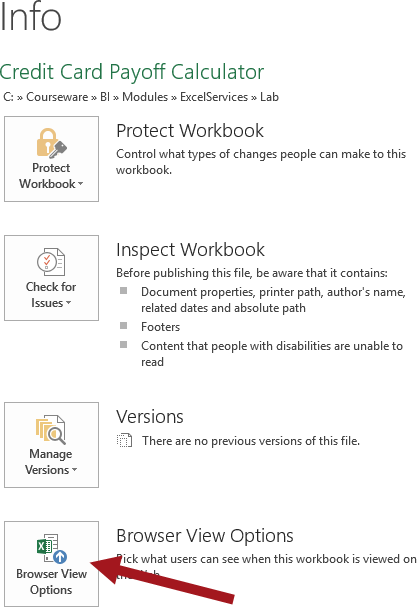 Info
Credit Card Payoff Calculator
C: » Courseware » BI » Modules » ExcelServices » Lab
Protect
Workbook
Protect Workbook
Control what types of changes people can make to this
workbook.
Check for
Issues
Inspect Workbook
Before publishing this file, be aware that it contains:
Document properties, printer path, author's name,
related dates and absolute path
Footers
Content that people with disabilities are unable to
read
Manage
Versions
Versions
There are no previous versions of this file.
Browser View
Options
Browser View Options
Pick what users can see when this workbook is viewed on